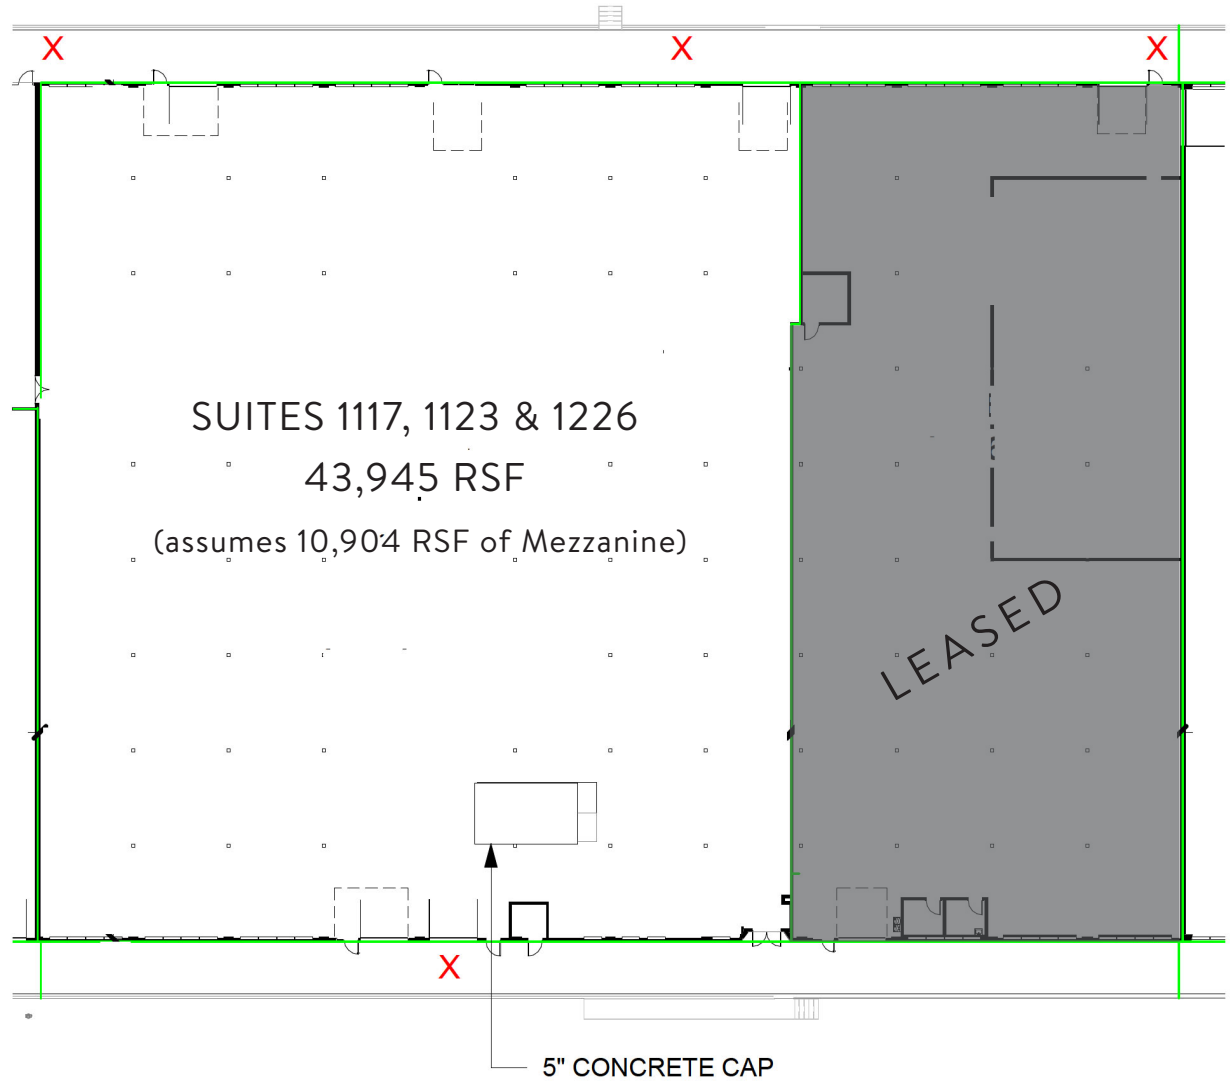 X X X
SUITES 1117, 1123 & 1226
43,945 RSF
(assumes 10,904 RSF of Mezzanine)
LEASED
X
5" CONCRETE CAP